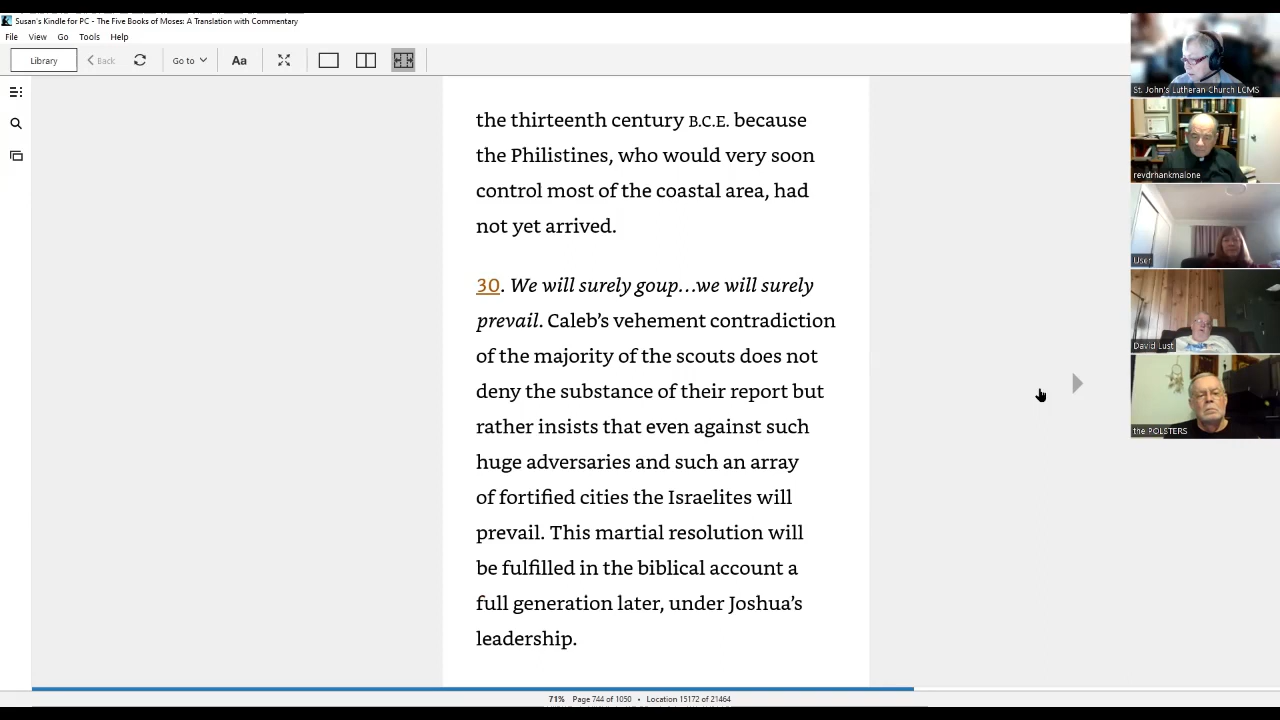 Susan's Kindle for PC - The Five Books of Moses: A Translation with Commentary
File View Go Tools Help
Library Back Go to Aa
the thirteenth century B.C.E. because
the Philistines, who would very soon
control most of the coastal area, had
not yet arrived.
30. We will surely goup…we will surely
prevail. Caleb's vehement contradiction
of the majority of the scouts does not
deny the substance of their report but
rather insists that even against such
huge adversaries and such an array
of fortified cities the Israelites will
prevail. This martial resolution will
be fulfilled in the biblical account a
full generation later, under Joshua's
leadership.
71% Page 744 of 1050 • Location 15172 of 21464
St. John's Lutheran Church LCMS
revdrhankmalone
User
David Lust
the POLSTERS